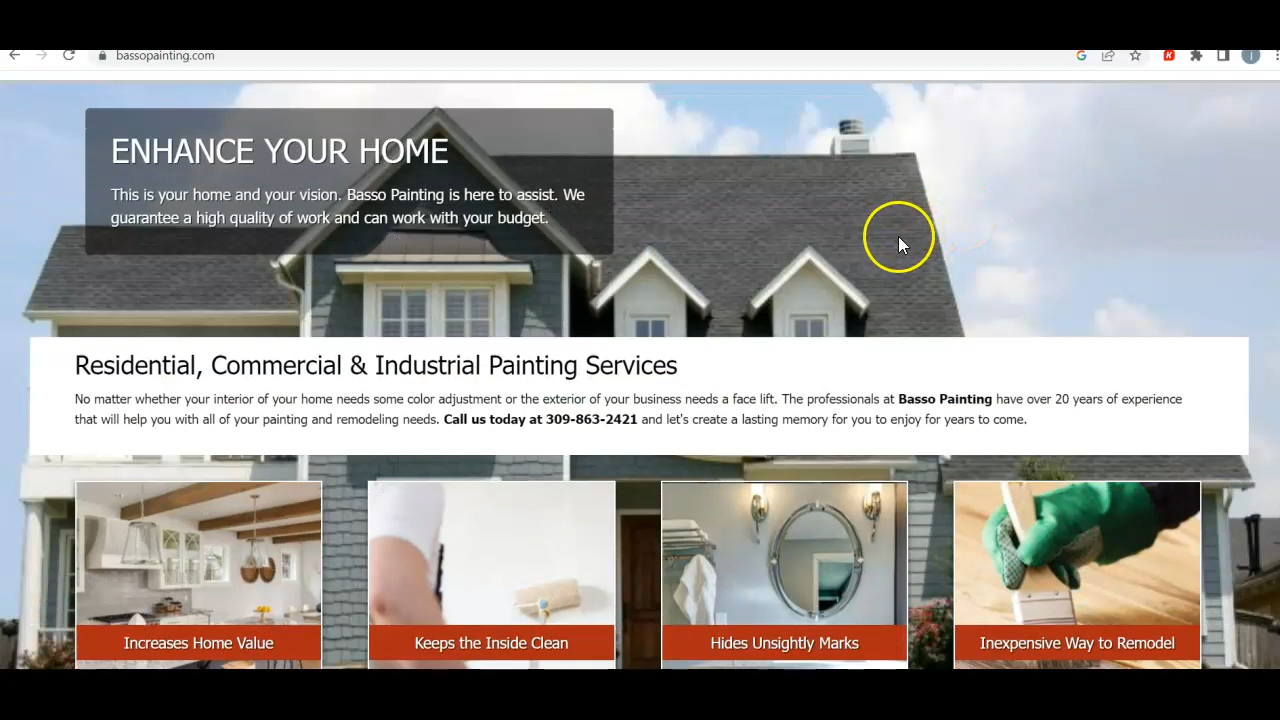 bassopainting.com
ENHANCE YOUR HOME
This is your home and your vision. Basso Painting is here to assist. We
guarantee a high quality of work and can work with your budget.
Residential, Commercial & Industrial Painting Services
No matter whether your interior of your home needs some color adjustment or the exterior of your business needs a face lift. The professionals at Basso Painting have over 20 years of experience
that will help you with all of your painting and remodeling needs. Call us today at 309-863-2421 and let's create a lasting memory for you to enjoy for years to come.
Increases Home Value
Keeps the Inside Clean
Hides Unsightly Marks
Inexpensive Way to Remodel